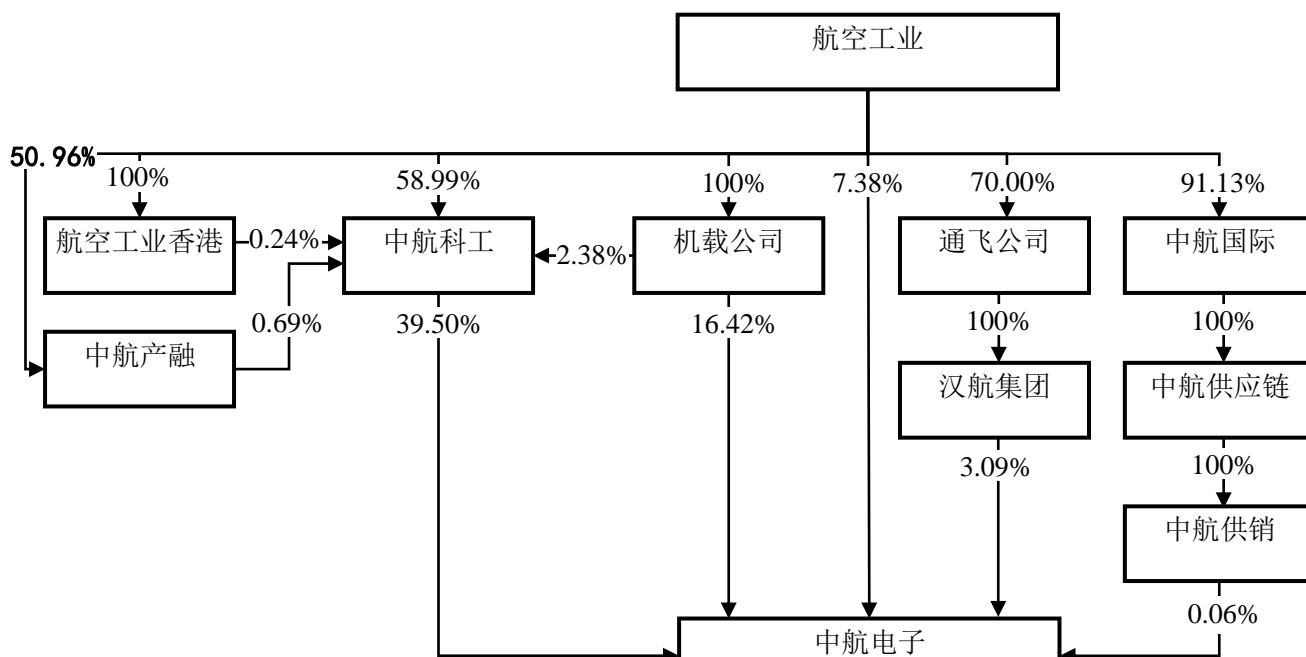 航空工业
50.96%
100%
58.99%
100%
7.38%
70.00%
91.13%
航空工业香港
0.24%
中航科工
2.38%
机载公司
通飞公司
中航国际
0.69%
39.50%
16.42%
100%
100%
中航产融
汉航集团
中航供应链
3.09%
100%
中航供销
0.06%
中航电子